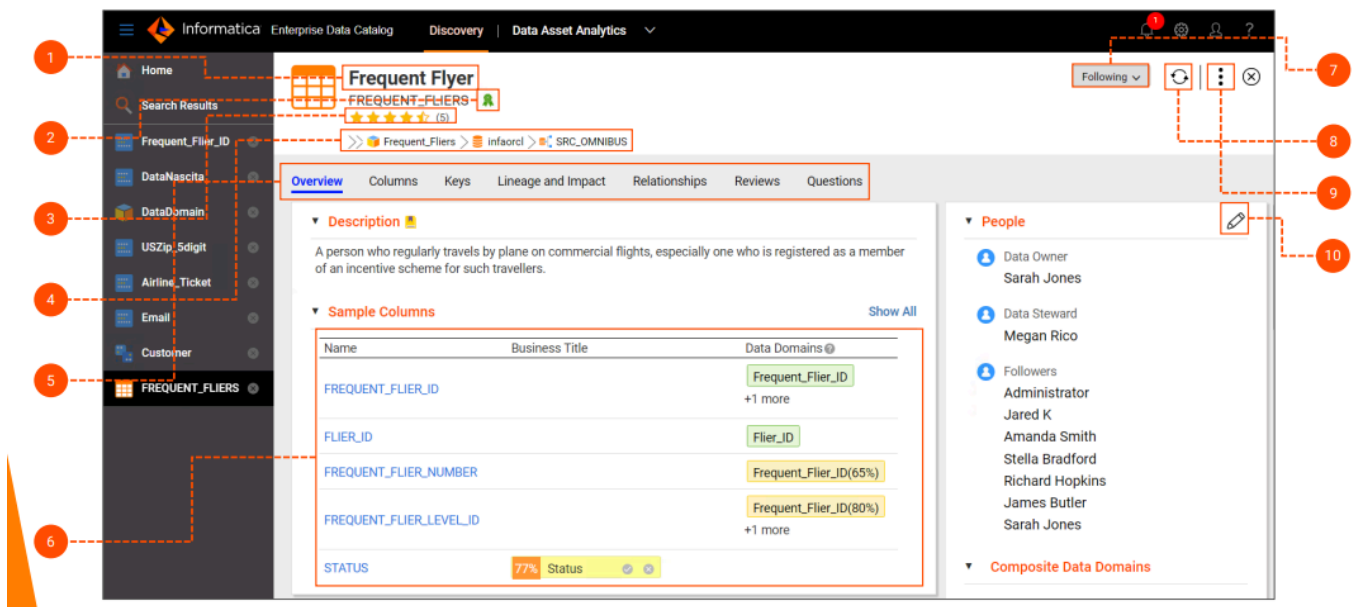 Informatica Enterprise Data Catalog Discovery | Data Asset Analytics
1
?
1
2
3
4
5
6
Home
Search Results
Frequent_Flier_ID
DataNascita
DataDomain
USZip_5digit
Airline_Ticket
Email
Customer
FREQUENT_FLIERS
Frequent Flyer
FREQUENT_FLIERS
(5)
Frequent_Fliers > infaorcl > SRC_OMNIBUS
Following
Overview Columns Keys Lineage and Impact Relationships Reviews Questions
Description
A person who regularly travels by plane on commercial flights, especially one who is registered as a member
of an incentive scheme for such travellers.
Sample Columns Show All
Name Business Title Data Domains
FREQUENT_FLIER_ID Frequent_Flier_ID
+1 more
FLIER_ID Flier_ID
FREQUENT_FLIER_NUMBER Frequent_Flier_ID(65%)
FREQUENT_FLIER_LEVEL_ID Frequent_Flier_ID(80%)
+1 more
STATUS 77% Status
People
Data Owner
Sarah Jones
Data Steward
Megan Rico
Followers
Administrator
Jared K
Amanda Smith
Stella Bradford
Richard Hopkins
James Butler
Sarah Jones
Composite Data Domains
7
8
9
10